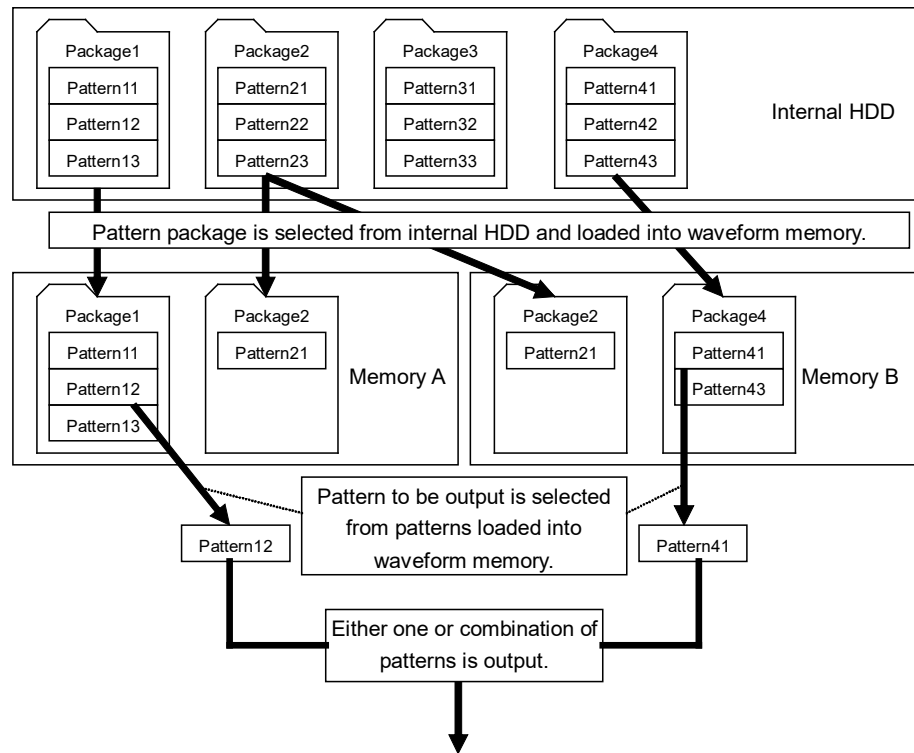 Package1
Pattern11
Pattern12
Pattern13
Package2
Pattern21
Pattern22
Pattern23
Package3
Pattern31
Pattern32
Pattern33
Package4
Pattern41
Pattern42
Pattern43
Internal HDD
Pattern package is selected from internal HDD and loaded into waveform memory.
Package1
Pattern11
Pattern12
Pattern13
Package2
Pattern21
Memory A
Package2
Pattern21
Package4
Pattern41
Pattern43
Memory B
Pattern to be output is selected
from patterns loaded into
waveform memory.
Pattern12
Pattern41
Either one or combination of
patterns is output.